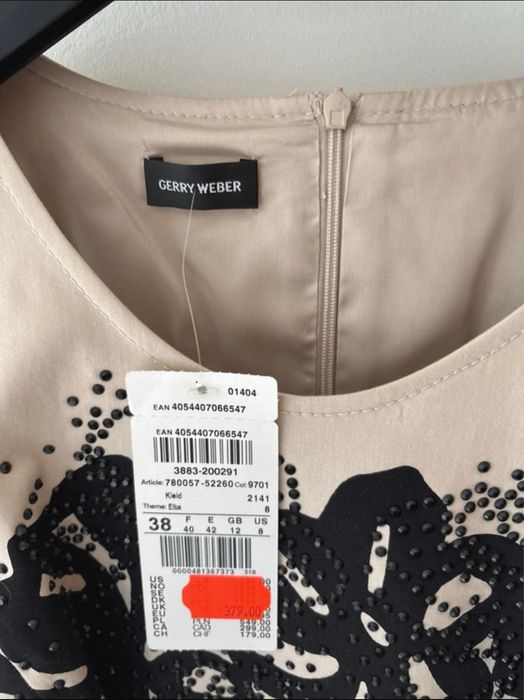 GERRY WEBER
01404
EAN 4054407066547
EAN 4054407066547
3883-200291
Article: 780057-52260 Col: 9701
Kleid 2141
Theme: Elba 8
38 F E GB US
40 42 12 8
0000481367373 318
US
NO
SE
DK
UK 379.00
EU
PL PLN 549.00
CA CAD 299.00
CH CHF 179.00